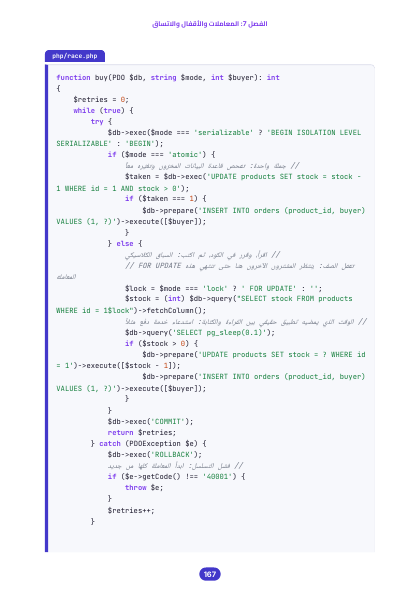 الفصل 7: المعاملات والأقفال والاتساق
php/race.php
function buy(PDO $db, string $mode, int $buyer): int
{
    $retries = 0;
    while (true) {
        try {
            $db->exec($mode === 'serializable' ? 'BEGIN ISOLATION LEVEL
SERIALIZABLE' : 'BEGIN');
            if ($mode === 'atomic') {
                // جملة واحدة: تفحص قاعدة البيانات المخزون وتغيره معاً
                $taken = $db->exec('UPDATE products SET stock = stock -
1 WHERE id = 1 AND stock > 0');
                if ($taken === 1) {
                    $db->prepare('INSERT INTO orders (product_id, buyer)
VALUES (1, ?)')->execute([$buyer]);
                }
            } else {
                // اقرأ، وقرر في الكود، ثم اكتب: السباق الكلاسيكي
                // FOR UPDATE تقفل الصف: ينتظر المشترون الآخرون هنا حتى تنتهي هذه
المعاملة
                $lock = $mode === 'lock' ? ' FOR UPDATE' : '';
                $stock = (int) $db->query("SELECT stock FROM products
WHERE id = 1$lock")->fetchColumn();
                // الوقت الذي يمضيه تطبيق حقيقي بين القراءة والكتابة: استدعاء خدمة دفع مثلاً
                $db->query('SELECT pg_sleep(0.1)');
                if ($stock > 0) {
                    $db->prepare('UPDATE products SET stock = ? WHERE id
= 1')->execute([$stock - 1]);
                    $db->prepare('INSERT INTO orders (product_id, buyer)
VALUES (1, ?)')->execute([$buyer]);
                }
            }
            $db->exec('COMMIT');
            return $retries;
        } catch (PDOException $e) {
            $db->exec('ROLLBACK');
            // فشل التسلسل: ابدأ المعاملة كلها من جديد
            if ($e->getCode() !== '40001') {
                throw $e;
            }
            $retries++;
        }
167